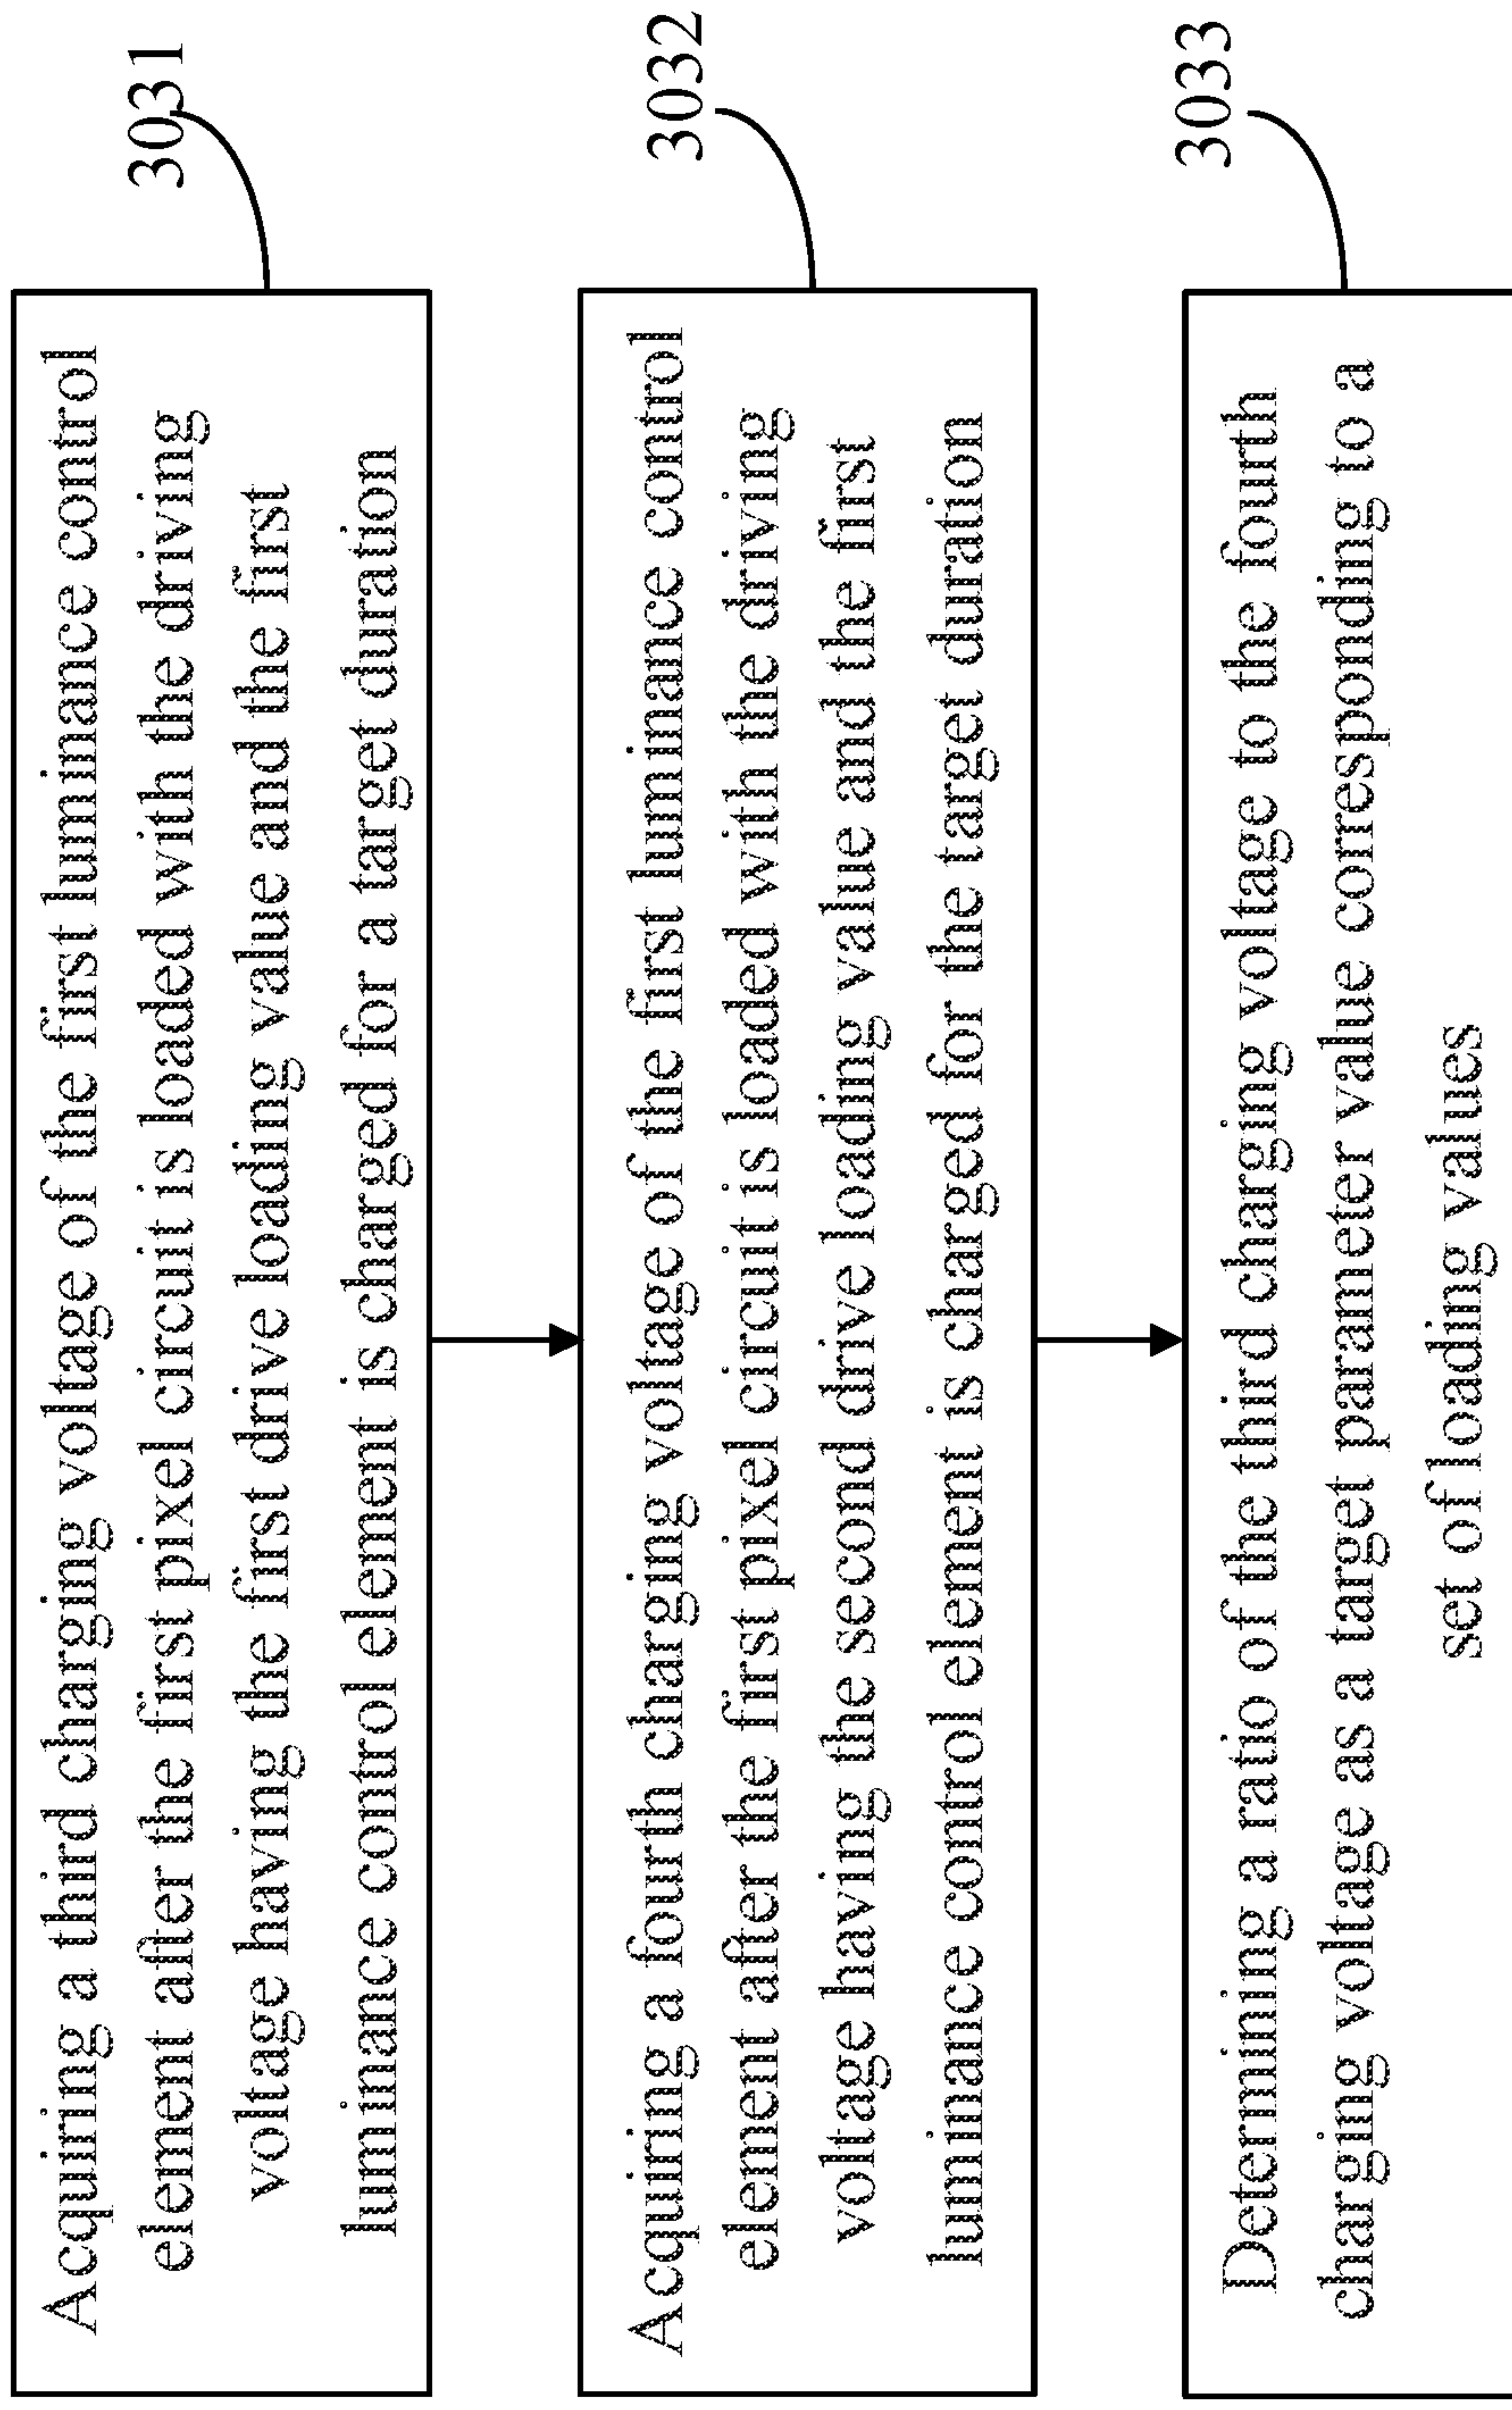 Acquiring a third charging voltage of the first luminance control
element after the first pixel circuit is loaded with the driving
voltage having the first drive loading value and the first
luminance control element is charged for a target duration
3031
Acquiring a fourth charging voltage of the first luminance control
element after the first pixel circuit is loaded with the driving
voltage having the second drive loading value and the first
luminance control element is charged for the target duration
3032
Determining a ratio of the third charging voltage to the fourth
charging voltage as a target parameter value corresponding to a
set of loading values
3033